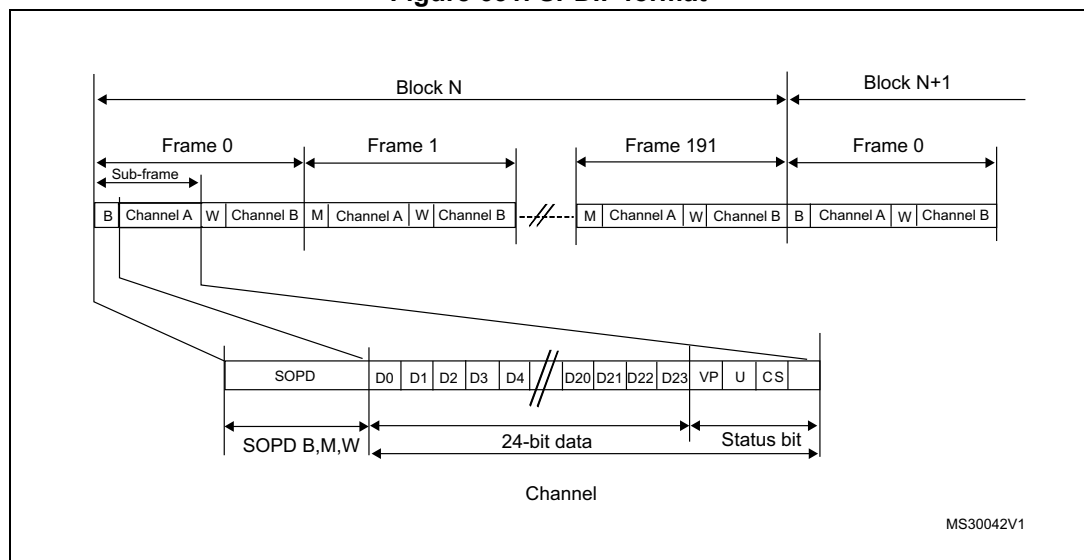 Block N Block N+1
Frame 0 Frame 1 Frame 191 Frame 0
Sub-frame
B Channel A W Channel B M Channel A W Channel B M Channel A W Channel B B Channel A W Channel B
SOPD D0 D1 D2 D3 D4 D20 D21 D22 D23 VP U CS
SOPD B,M,W 24-bit data Status bit
Channel
MS30042V1